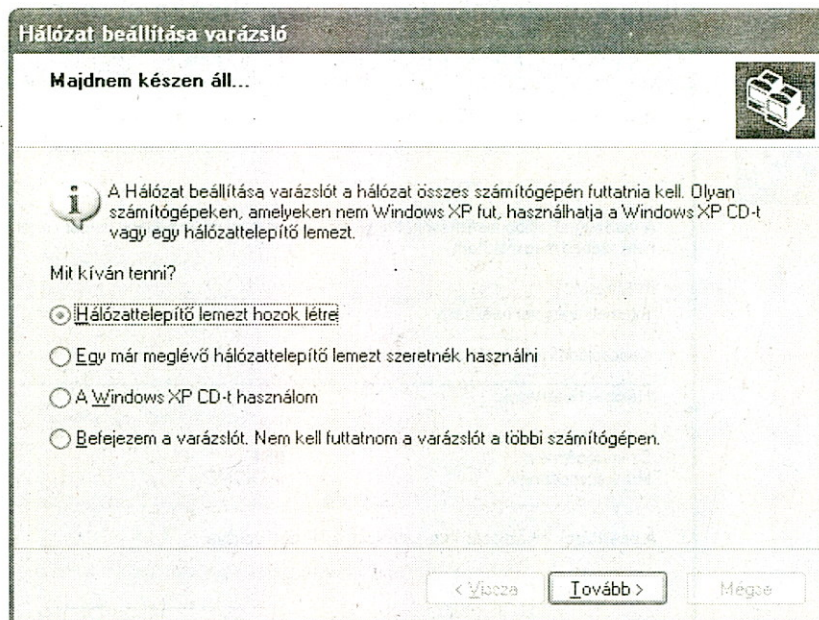 Hálózat beállítása varázsló
Majdnem készen áll...
A Hálózat beállítása varázslót a hálózat összes számítógépén futtatnia kell. Olyan
számítógépeken, amelyeken nem Windows XP fut, használhatja a Windows XP CD-t
vagy egy hálózattelepítő lemezt.
Mit kíván tenni?
Hálózattelepítő lemezt hozok létre
Egy már meglévő hálózattelepítő lemezt szeretnék használni
A Windows XP CD-t használom
Befejezem a varázslót. Nem kell futtatnom a varázslót a többi számítógépen.
< Vissza
Tovább >
Mégse